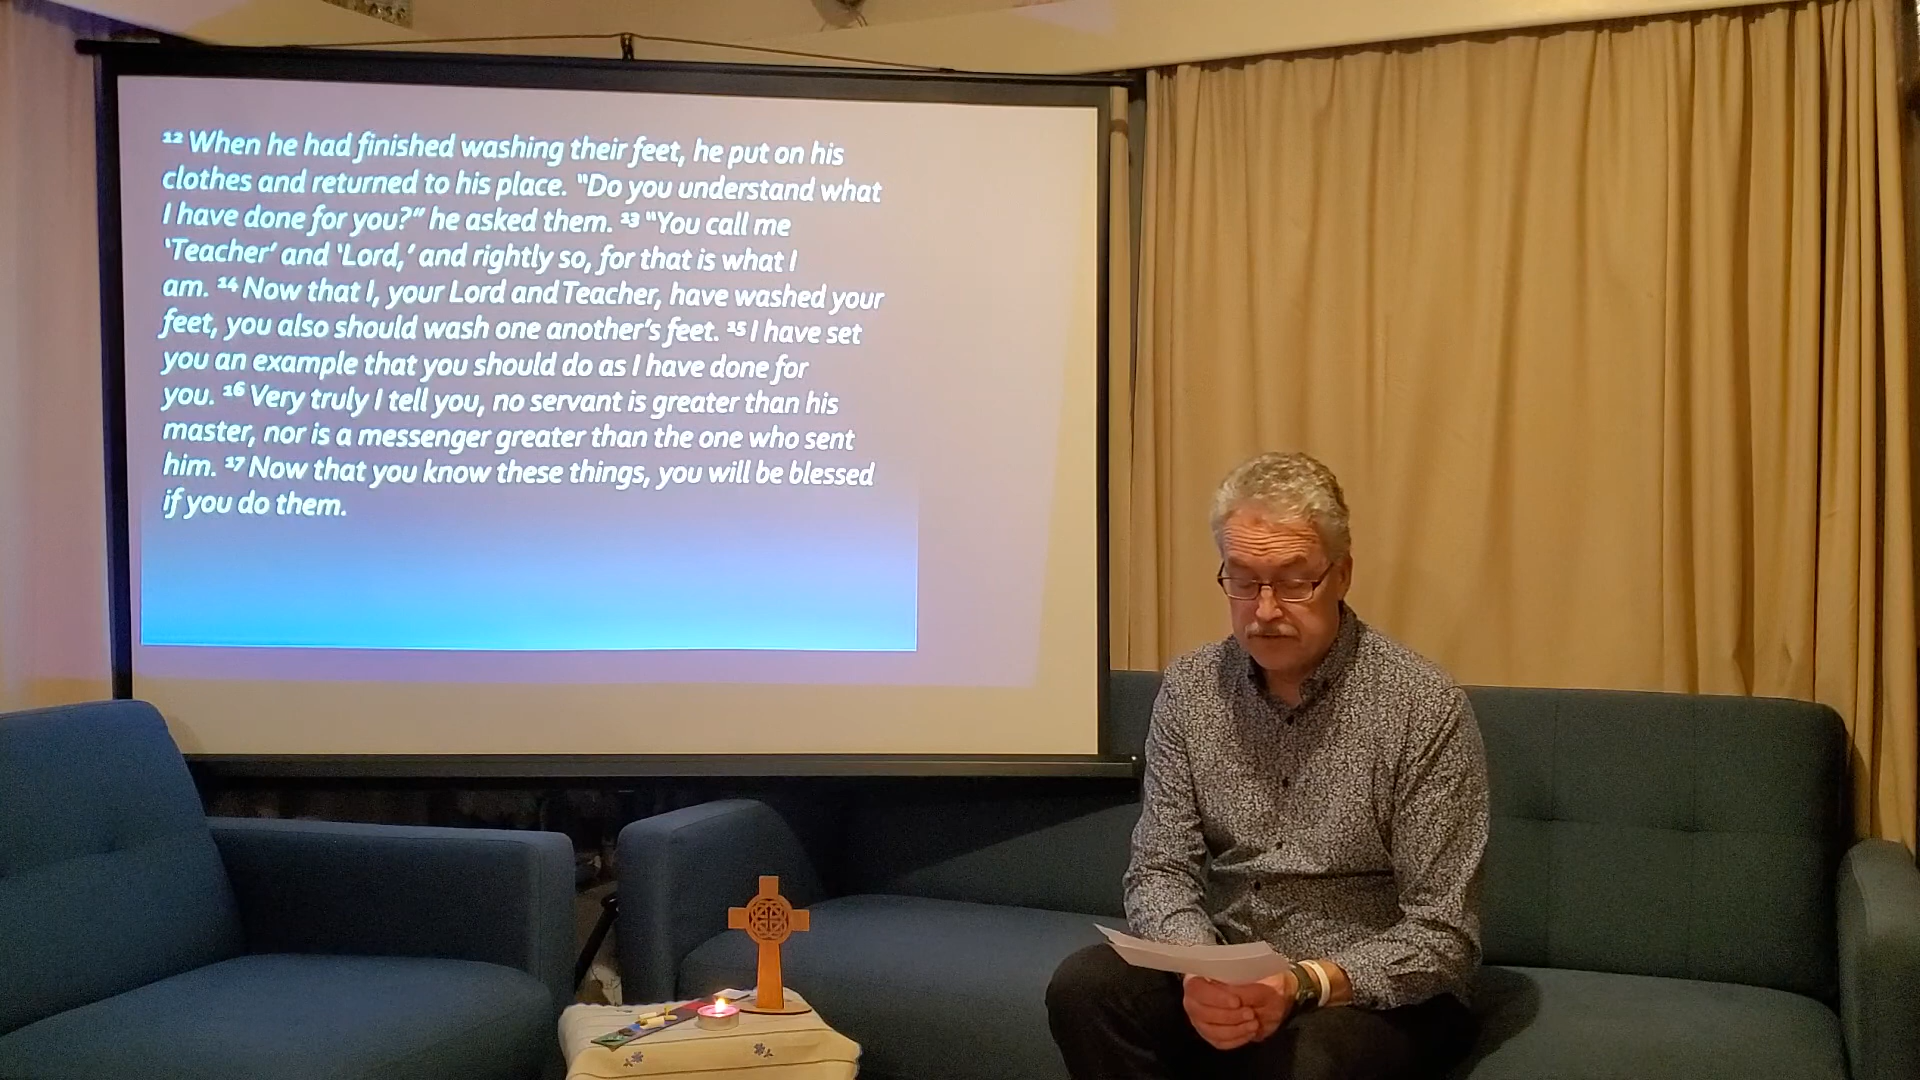 ¹² When he had finished washing their feet, he put on his
clothes and returned to his place. “Do you understand what
I have done for you?” he asked them. ¹³ “You call me
‘Teacher’ and ‘Lord,’ and rightly so, for that is what I
am. ¹⁴ Now that I, your Lord and Teacher, have washed your
feet, you also should wash one another’s feet. ¹⁵ I have set
you an example that you should do as I have done for
you. ¹⁶ Very truly I tell you, no servant is greater than his
master, nor is a messenger greater than the one who sent
him. ¹⁷ Now that you know these things, you will be blessed
if you do them.